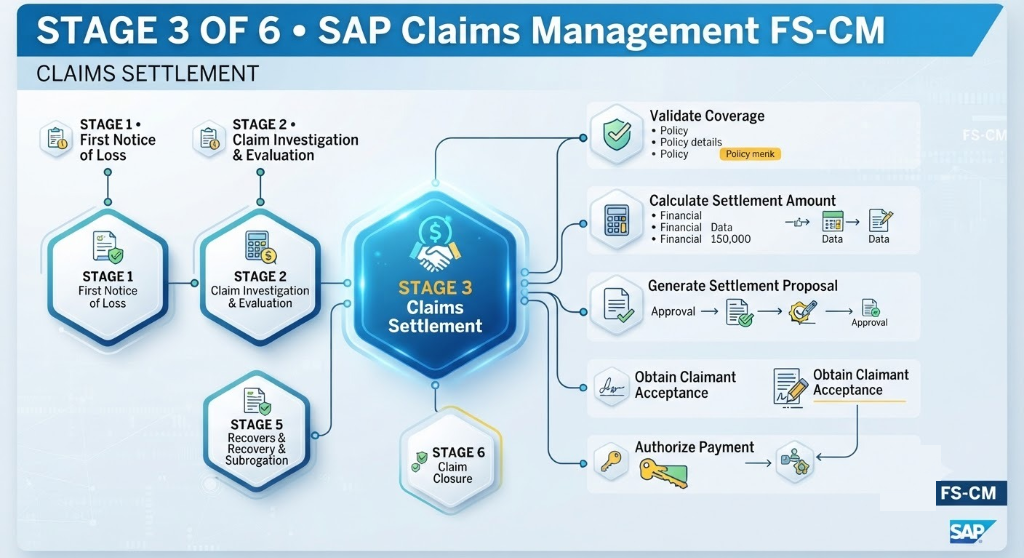 STAGE 3 OF 6 • SAP Claims Management FS-CM
CLAIMS SETTLEMENT
STAGE 1 •
First Notice
of Loss
STAGE 2 •
Claim Investigation
& Evaluation
STAGE 1
First Notice
of Loss
STAGE 2
Claim Investigation
& Evaluation
STAGE 3
Claims
Settlement
STAGE 5
Recovers &
Recovery &
Subrogation
STAGE 6
Claim
Closure
Validate Coverage
• Policy
• Policy details
• Policy
Policy menk
FS-CM
Calculate Settlement Amount
• Financial
• Financial Data
• Financial 150,000
Data
Data
Generate Settlement Proposal
Approval
Approval
Obtain Claimant
Acceptance
Obtain Claimant
Acceptance
Authorize Payment
FS-CM
SAP